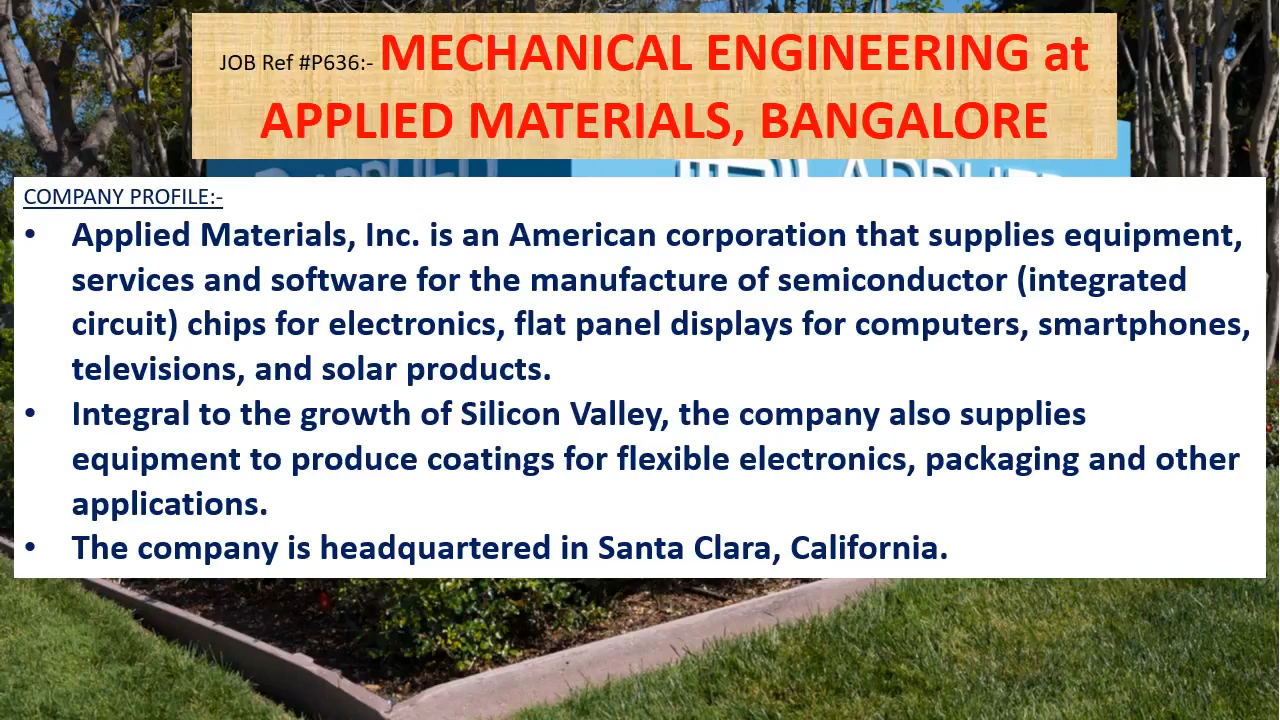 JOB Ref #P636:- MECHANICAL ENGINEERING at
APPLIED MATERIALS, BANGALORE
COMPANY PROFILE:-
• Applied Materials, Inc. is an American corporation that supplies equipment,
services and software for the manufacture of semiconductor (integrated
circuit) chips for electronics, flat panel displays for computers, smartphones,
televisions, and solar products.
• Integral to the growth of Silicon Valley, the company also supplies
equipment to produce coatings for flexible electronics, packaging and other
applications.
• The company is headquartered in Santa Clara, California.